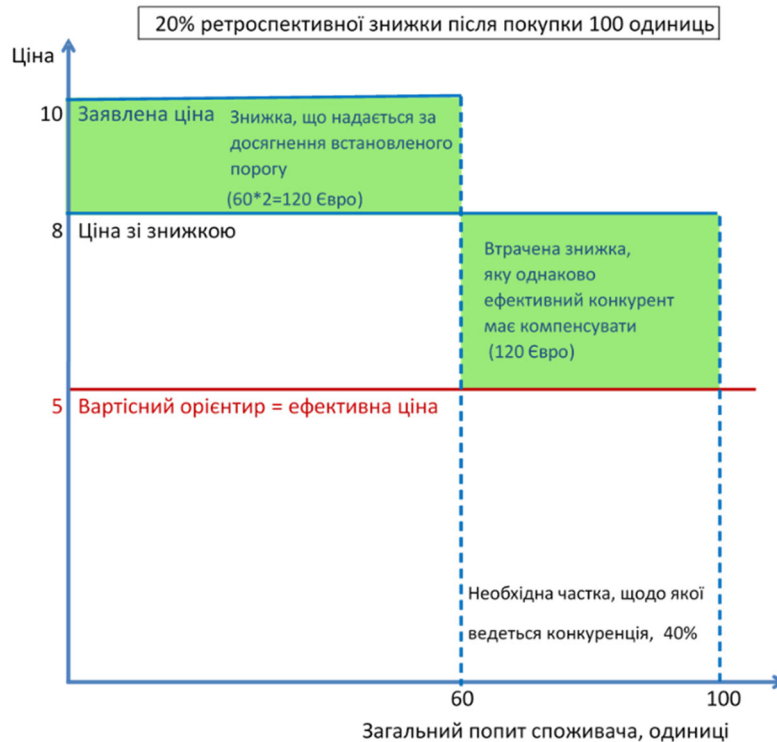 20% ретроспективної знижки після покупки 100 одиниць
Ціна
10
Заявлена ціна
Знижка, що надається за
досягнення встановленого
порогу
(60*2=120 Євро)
8
Ціна зі знижкою
Втрачена знижка,
яку однаково
ефективний конкурент
має компенсувати
(120 Євро)
5
Вартісний орієнтир = ефективна ціна
Необхідна частка, щодо якої
ведеться конкуренція, 40%
60
100
Загальний попит споживача, одиниці